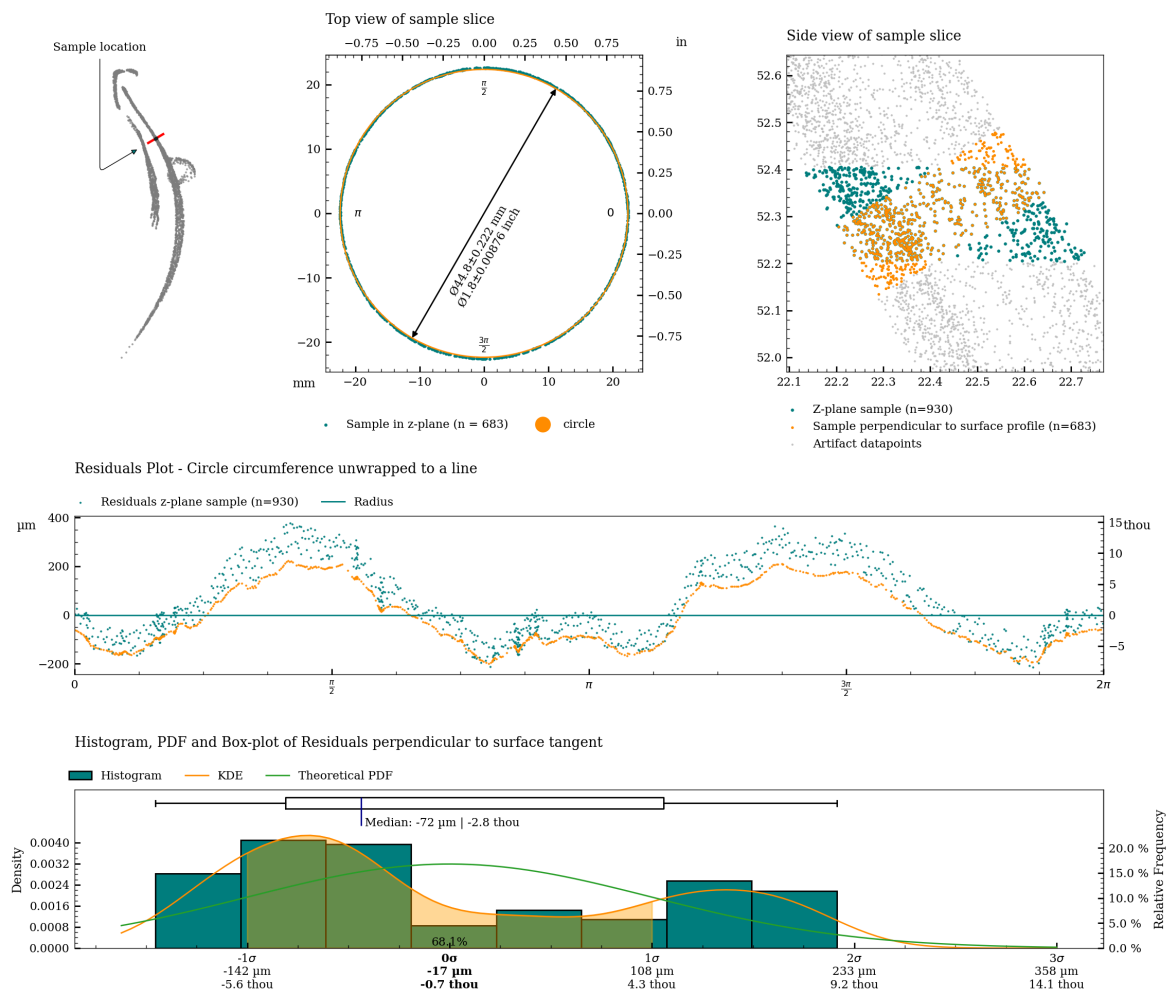 Sample location
Top view of sample slice
−0.75 −0.50 −0.25 0.00 0.25 0.50 0.75 in
20
10
0
−10
−20
0.75
0.50
0.25
0.00
−0.25
−0.50
−0.75
π/2
π
0
3π/2
Ø44.8±0.222 mm
Ø1.8±0.00876 inch
mm −20 −10 0 10 20
Sample in z-plane (n = 683) circle
Side view of sample slice
52.6
52.5
52.4
52.3
52.2
52.1
52.0
22.1 22.2 22.3 22.4 22.5 22.6 22.7
Z-plane sample (n=930)
Sample perpendicular to surface profile (n=683)
Artifact datapoints
Residuals Plot - Circle circumference unwrapped to a line
Residuals z-plane sample (n=930) Radius
µm
400
200
0
−200
15 thou
10
5
0
−5
0 π/2 π 3π/2 2π
Histogram, PDF and Box-plot of Residuals perpendicular to surface tangent
Histogram KDE Theoretical PDF
Median: -72 µm | -2.8 thou
Density
0.0040
0.0032
0.0024
0.0016
0.0008
0.0000
Relative Frequency
20.0 %
15.0 %
10.0 %
5.0 %
0.0 %
68.1%
-1σ 0σ 1σ 2σ 3σ
-142 µm -17 µm 108 µm 233 µm 358 µm
-5.6 thou -0.7 thou 4.3 thou 9.2 thou 14.1 thou